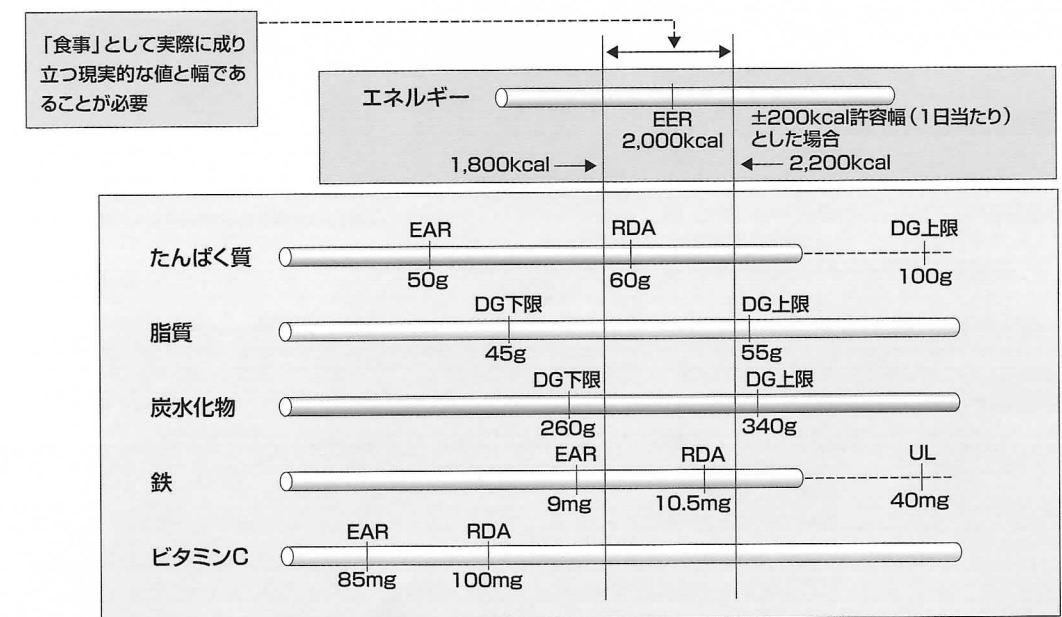 「食事」として実際に成り
立つ現実的な値と幅であ
ることが必要
エネルギー
EER
2,000kcal
±200kcal許容幅（1日当たり）
とした場合
1,800kcal
2,200kcal
EAR
RDA
DG上限
たんぱく質
50g
60g
100g
DG下限
DG上限
脂質
45g
55g
DG下限
DG上限
炭水化物
260g
340g
EAR
RDA
UL
鉄
9mg
10.5mg
40mg
EAR
RDA
ビタミンC
85mg
100mg